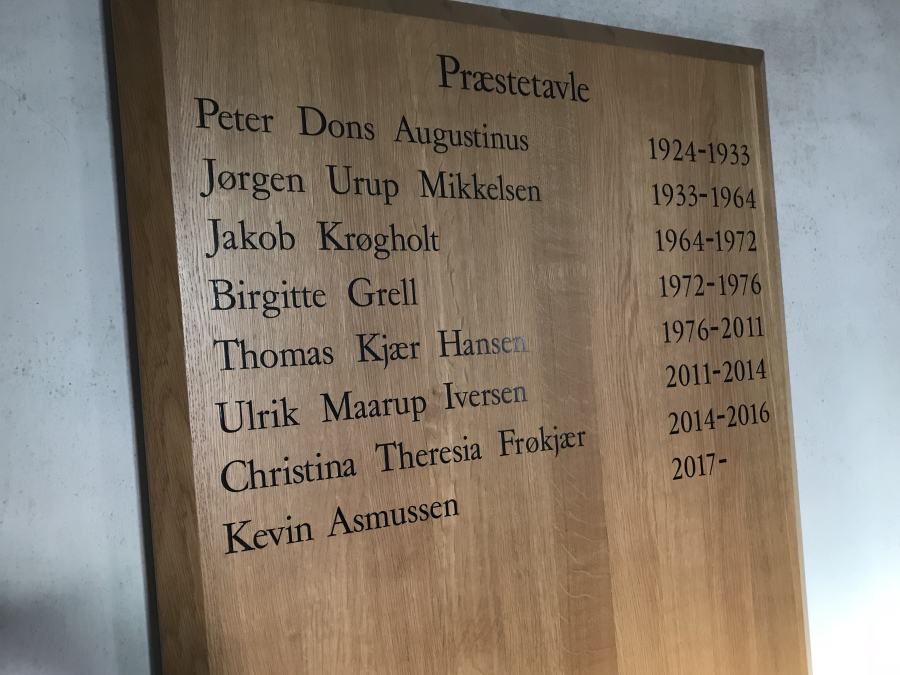 Præstetavle
Peter Dons Augustinus 1924-1933
Jørgen Urup Mikkelsen 1933-1964
Jakob Krøgholt 1964-1972
Birgitte Grell 1972-1976
Thomas Kjær Hansen 1976-2011
Ulrik Maarup Iversen 2011-2014
Christina Theresia Frøkjær 2014-2016
Kevin Asmussen 2017-